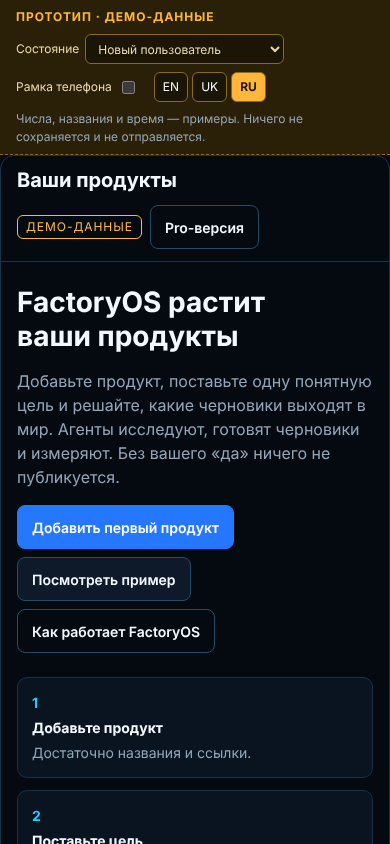 ПРОТОТИП · ДЕМО-ДАННЫЕ
Состояние Новый пользователь
Рамка телефона EN UK RU
Числа, названия и время — примеры. Ничего не
сохраняется и не отправляется.
Ваши продукты
ДЕМО-ДАННЫЕ Pro-версия
FactoryOS растит
ваши продукты
Добавьте продукт, поставьте одну понятную
цель и решайте, какие черновики выходят в
мир. Агенты исследуют, готовят черновики
и измеряют. Без вашего «да» ничего не
публикуется.
Добавить первый продукт
Посмотреть пример
Как работает FactoryOS
1
Добавьте продукт
Достаточно названия и ссылки.
2
Поставьте цель